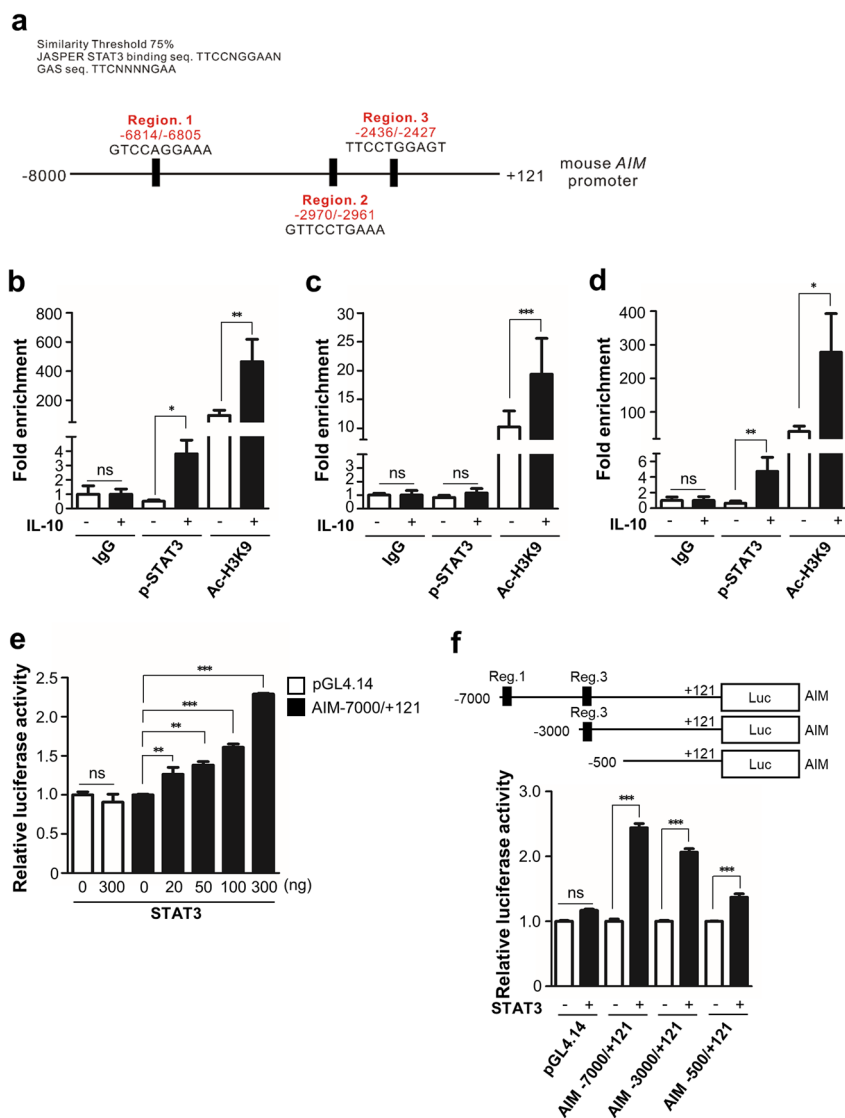 a
Similarity Threshold 75%
JASPER STAT3 binding seq. TTCCNGGAAN
GAS seq. TTCNNNNGAA
Region. 1
-6814/-6805
GTCCAGGAAA
Region. 3
-2436/-2427
TTCCTGGAGT
-8000
+121
mouse AIM
promoter
Region. 2
-2970/-2961
GTTCCTGAAA
b
Fold enrichment
800
600
400
200
4
3
2
1
0
ns
*
**
IL-10 - + - + - +
IgG
p-STAT3
Ac-H3K9
c
Fold enrichment
30
25
20
15
10
2
1
0
ns
ns
***
IL-10 - + - + - +
IgG
p-STAT3
Ac-H3K9
d
Fold enrichment
400
300
200
100
6
4
2
0
ns
**
*
IL-10 - + - + - +
IgG
p-STAT3
Ac-H3K9
e
Relative luciferase activity
2.5
2.0
1.5
1.0
0.5
0
ns
**
**
***
***
pGL4.14
AIM-7000/+121
0 300 0 20 50 100 300 (ng)
STAT3
f
Reg.1 Reg.3
-7000 +121 Luc AIM
Reg.3
-3000 +121 Luc AIM
-500 +121 Luc AIM
Relative luciferase activity
3.0
2.0
1.0
0
ns
***
***
***
STAT3 - + - + - + - +
pGL4.14
AIM -7000/+121
AIM -3000/+121
AIM -500/+121